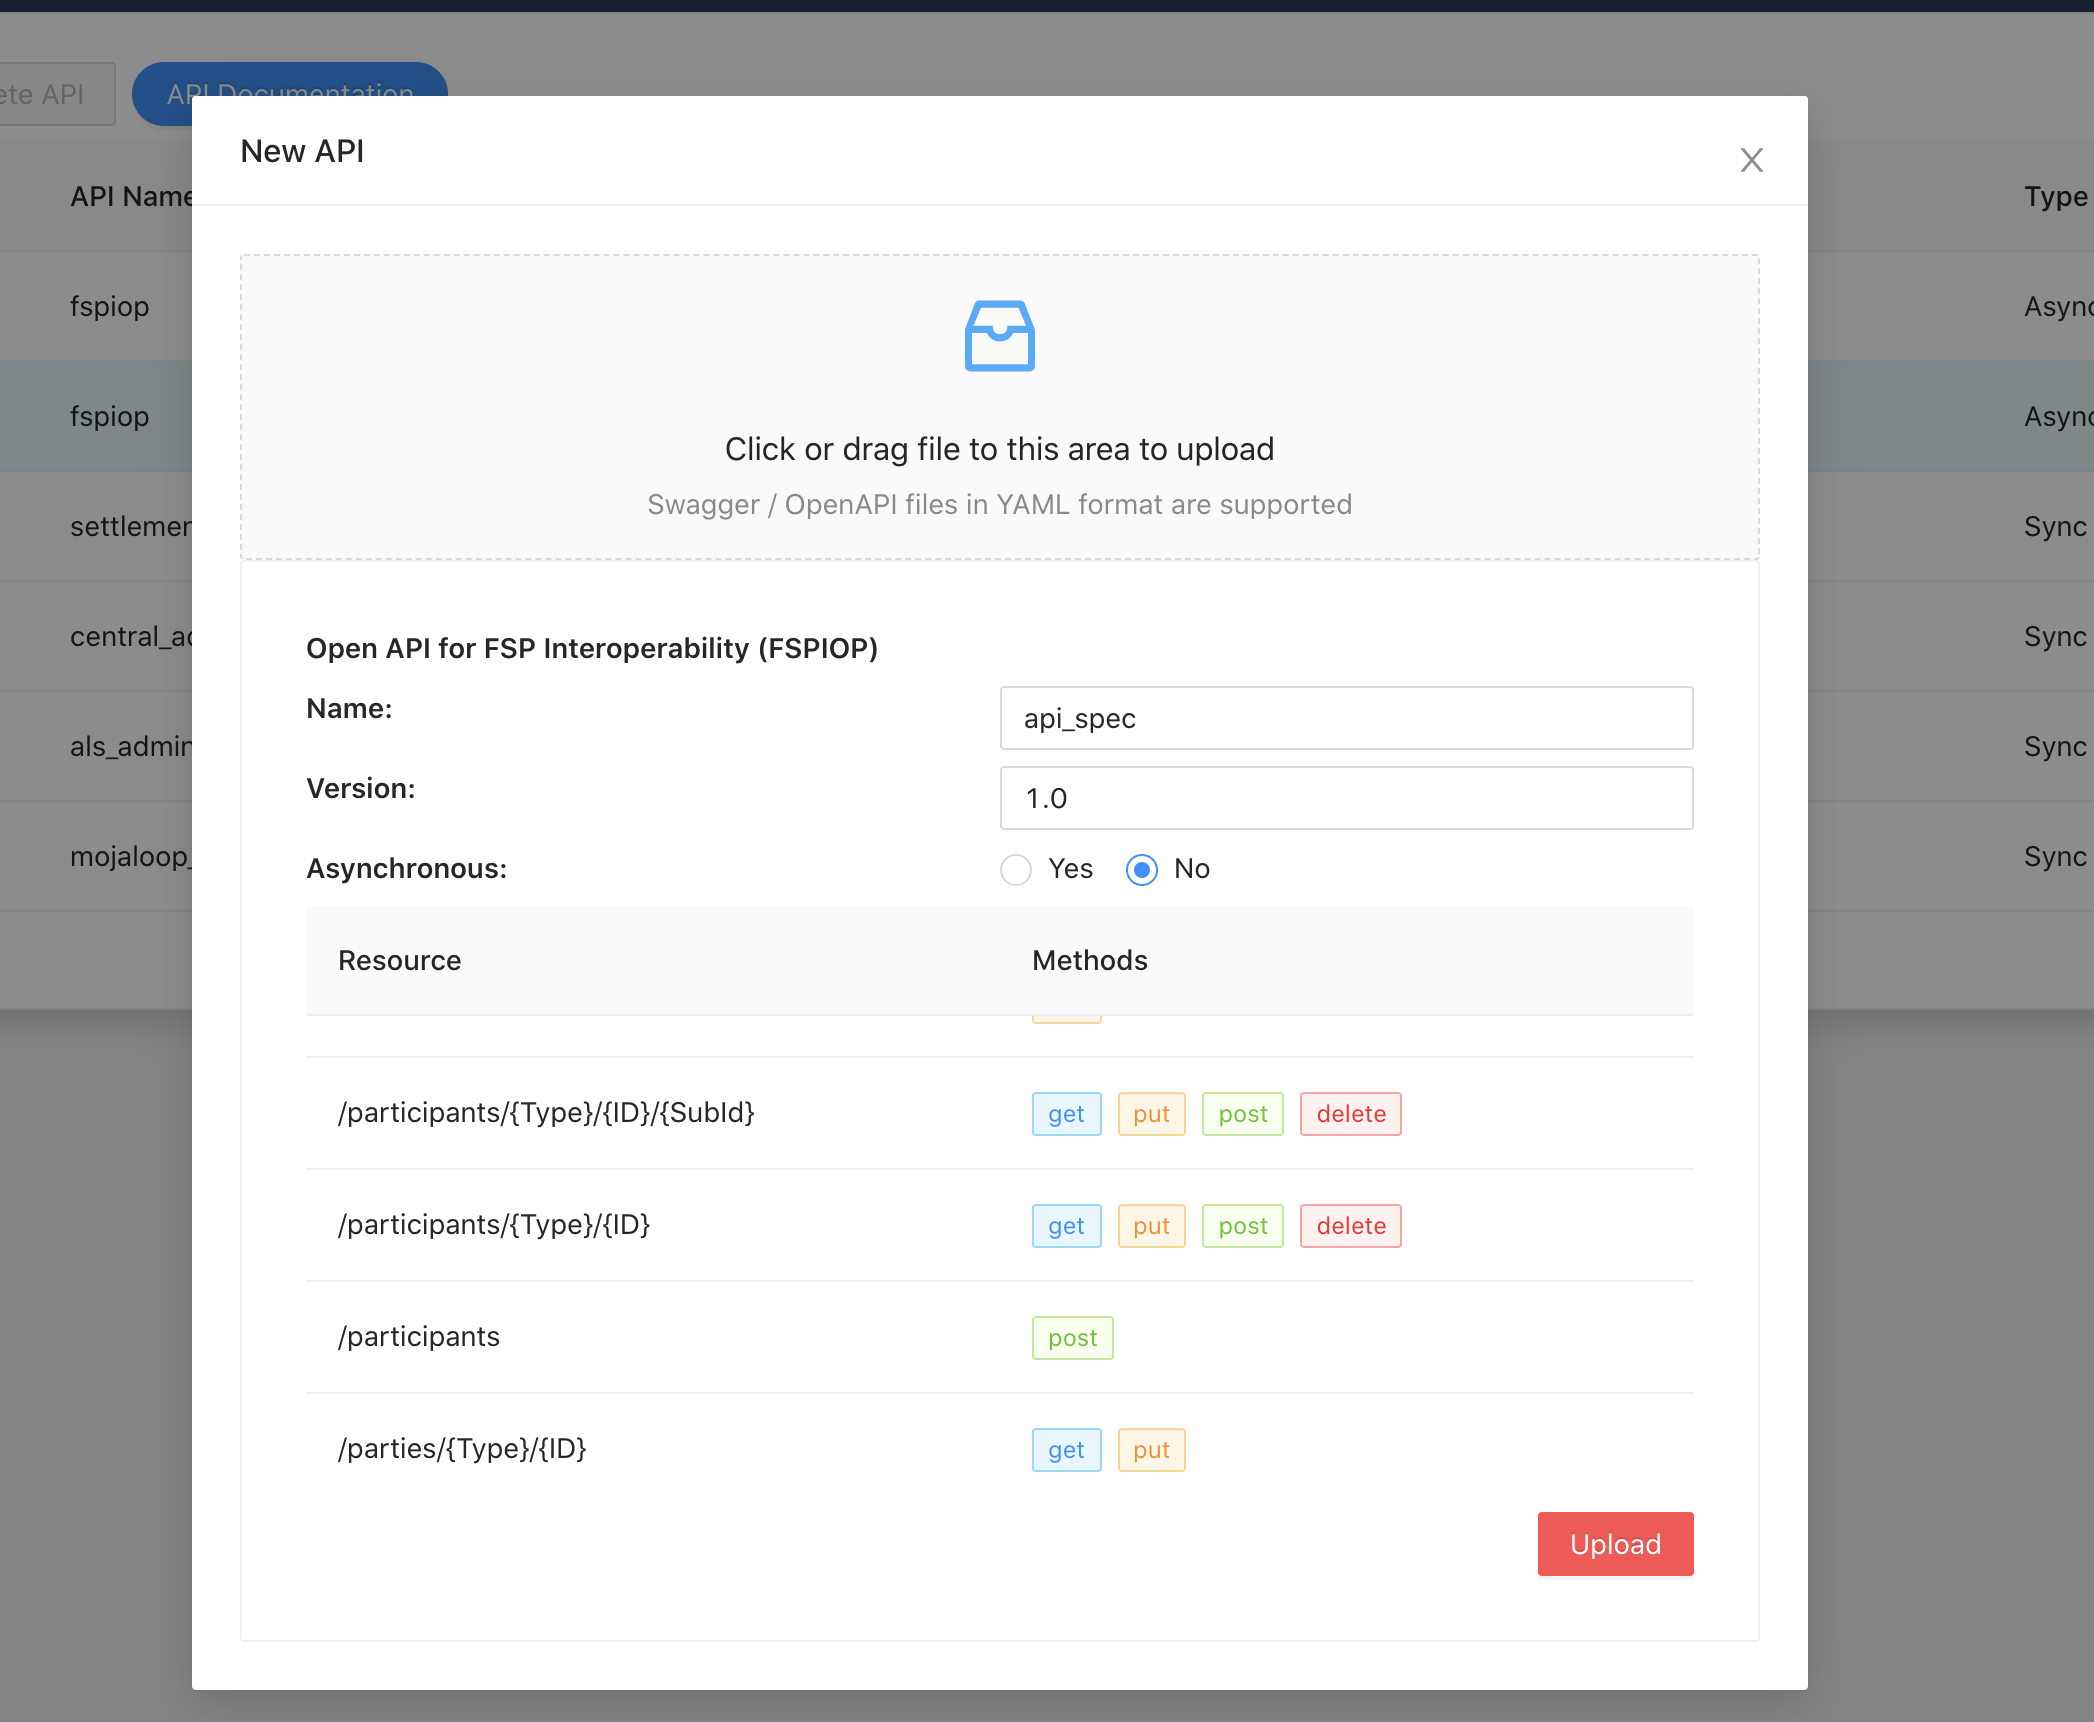 ete API
API Documentation
New API
API Name
Type
fspiop
Async
fspiop
Async
settlemen
Sync
central_ad
Sync
als_admin
Sync
mojaloop_
Sync
Click or drag file to this area to upload
Swagger / OpenAPI files in YAML format are supported
Open API for FSP Interoperability (FSPIOP)
Name:
api_spec
Version:
1.0
Asynchronous:
Yes No
Resource Methods
/participants/{Type}/{ID}/{SubId} get put post delete
/participants/{Type}/{ID} get put post delete
/participants post
/parties/{Type}/{ID} get put
Upload